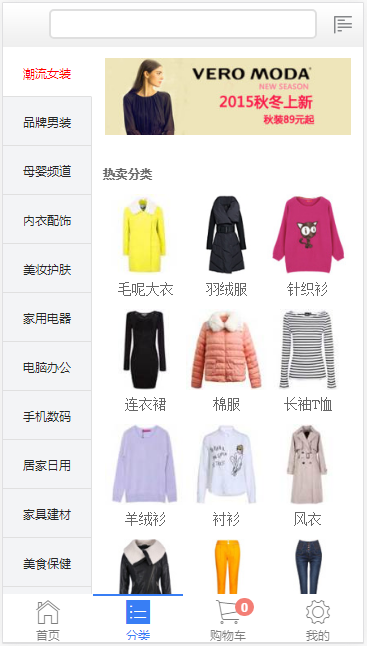 潮流女装
品牌男装
母婴频道
内衣配饰
美妆护肤
家用电器
电脑办公
手机数码
居家日用
家具建材
美食保健
VERO MODA
NEW SEASON
2015秋冬上新
秋装89元起
热卖分类
毛呢大衣 羽绒服 针织衫
连衣裙 棉服 长袖T恤
羊绒衫 衬衫 风衣
首页 分类 购物车 0 我的